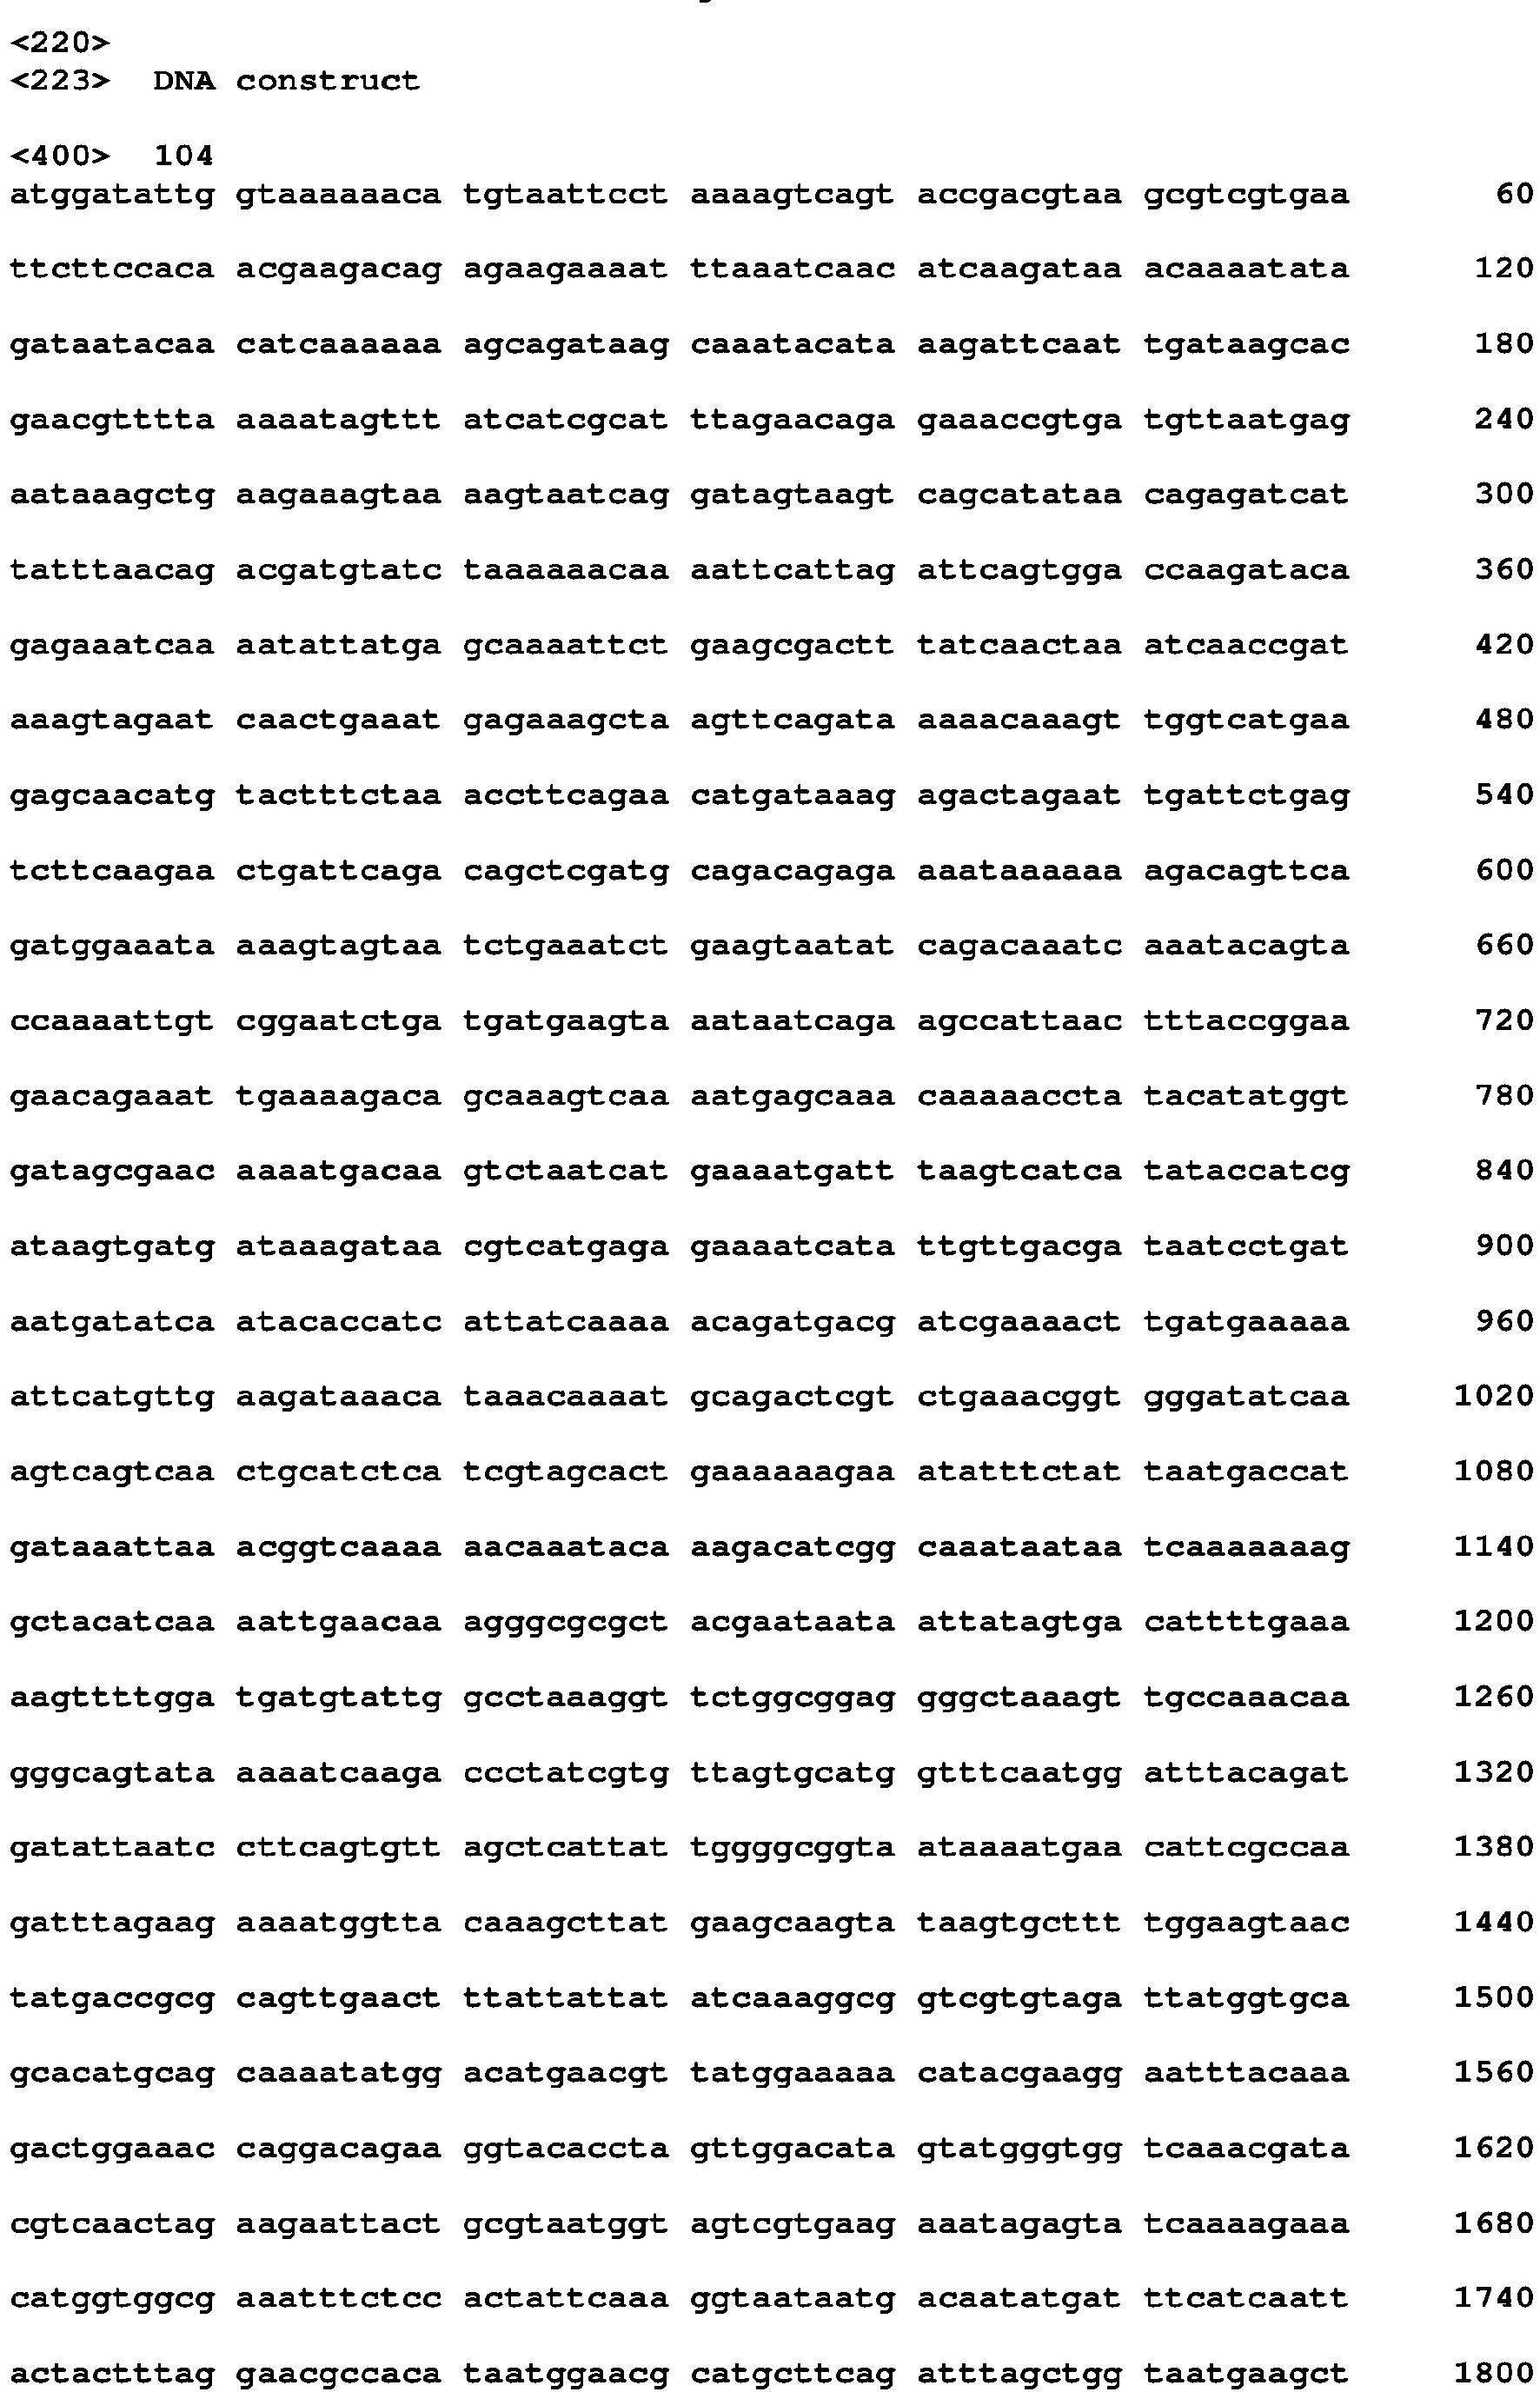 <220>
<223> DNA construct
<400> 104
atggatattg gtaaaaaaca tgtaattcct aaaagtcagt accgacgtaa gcgtcgtgaa 60
ttcttccaca acgaagacag agaagaaaat ttaaatcaac atcaagataa acaaaatata 120
gataatacaa catcaaaaaa agcagataag caaatacata aagattcaat tgataagcac 180
gaacgtttta aaaatagttt atcatcgcat ttagaacaga gaaaccgtga tgttaatgag 240
aataaagctg aagaaagtaa aagtaatcag gatagtaagt cagcatataa cagagatcat 300
tatttaacag acgatgtatc taaaaaacaa aattcattag attcagtgga ccaagataca 360
gagaaatcaa aatattatga gcaaaattct gaagcgactt tatcaactaa atcaaccgat 420
aaagtagaat caactgaaat gagaaagcta agttcagata aaaacaaagt tggtcatgaa 480
gagcaacatg tactttctaa accttcagaa catgataaag agactagaat tgattctgag 540
tcttcaagaa ctgattcaga cagctcgatg cagacagaga aaataaaaaa agacagttca 600
gatggaaata aaagtagtaa tctgaaatct gaagtaatat cagacaaatc aaatacagta 660
ccaaaattgt cggaatctga tgatgaagta aataatcaga agccattaac tttaccggaa 720
gaacagaaat tgaaaagaca gcaaagtcaa aatgagcaaa caaaaaccta tacatatggt 780
gatagcgaac aaaatgacaa gtctaatcat gaaaatgatt taagtcatca tataccatcg 840
ataagtgatg ataaagataa cgtcatgaga gaaaatcata ttgttgacga taatcctgat 900
aatgatatca atacaccatc attatcaaaa acagatgacg atcgaaaact tgatgaaaaa 960
attcatgttg aagataaaca taaacaaaat gcagactcgt ctgaaacggt gggatatcaa 1020
agtcagtcaa ctgcatctca tcgtagcact gaaaaaagaa atatttctat taatgaccat 1080
gataaattaa acggtcaaaa aacaaataca aagacatcgg caaataataa tcaaaaaaag 1140
gctacatcaa aattgaacaa agggcgcgct acgaataata attatagtga cattttgaaa 1200
aagttttgga tgatgtattg gcctaaaggt tctggcggag gggctaaagt tgccaaacaa 1260
gggcagtata aaaatcaaga ccctatcgtg ttagtgcatg gtttcaatgg atttacagat 1320
gatattaatc cttcagtgtt agctcattat tggggcggta ataaaatgaa cattcgccaa 1380
gatttagaag aaaatggtta caaagcttat gaagcaagta taagtgcttt tggaagtaac 1440
tatgaccgcg cagttgaact ttattattat atcaaaggcg gtcgtgtaga ttatggtgca 1500
gcacatgcag caaaatatgg acatgaacgt tatggaaaaa catacgaagg aatttacaaa 1560
gactggaaac caggacagaa ggtacaccta gttggacata gtatgggtgg tcaaacgata 1620
cgtcaactag aagaattact gcgtaatggt agtcgtgaag aaatagagta tcaaaagaaa 1680
catggtggcg aaatttctcc actattcaaa ggtaataatg acaatatgat ttcatcaatt 1740
actactttag gaacgccaca taatggaacg catgcttcag atttagctgg taatgaagct 1800